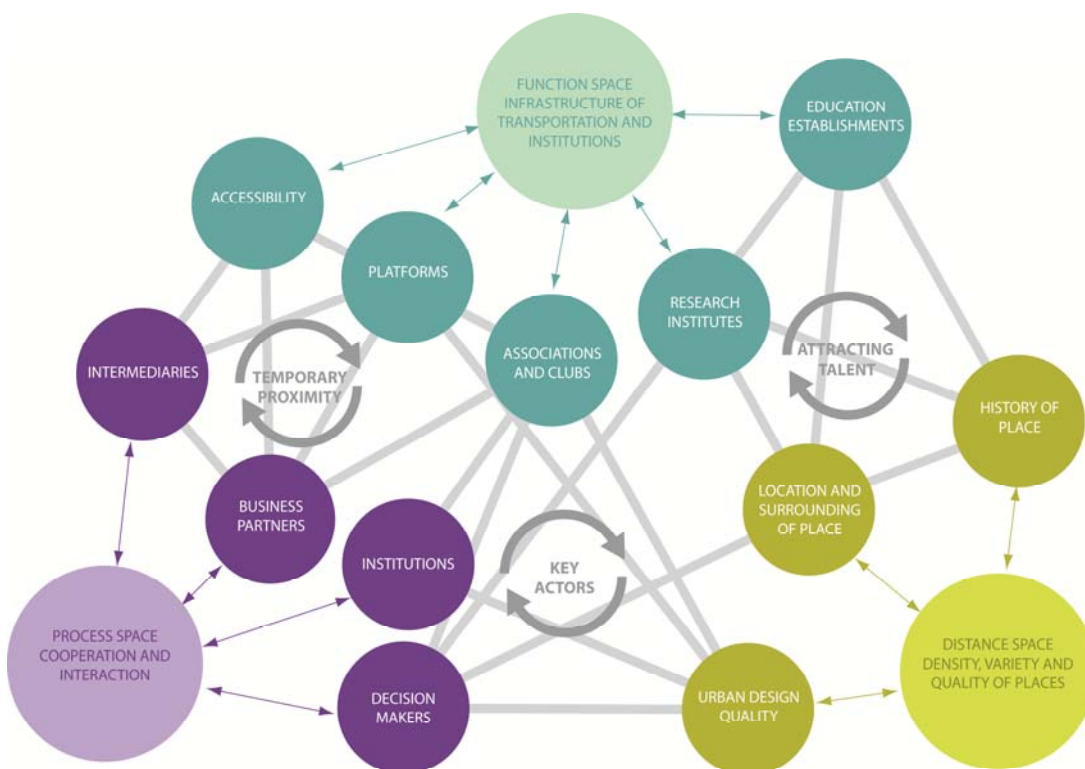 FUNCTION SPACE
INFRASTRUCTURE OF
TRANSPORTATION AND
INSTITUTIONS
EDUCATION
ESTABLISHMENTS
ACCESSIBILITY
PLATFORMS
RESEARCH
INSTITUTES
ASSOCIATIONS
AND CLUBS
INTERMEDIARIES
TEMPORARY
PROXIMITY
ATTRACTING
TALENT
HISTORY OF
PLACE
BUSINESS
PARTNERS
LOCATION AND
SURROUNDING
OF PLACE
INSTITUTIONS
KEY
ACTORS
PROCESS SPACE
COOPERATION AND
INTERACTION
DISTANCE SPACE
DENSITY, VARIETY AND
QUALITY OF PLACES
DECISION
MAKERS
URBAN DESIGN
QUALITY